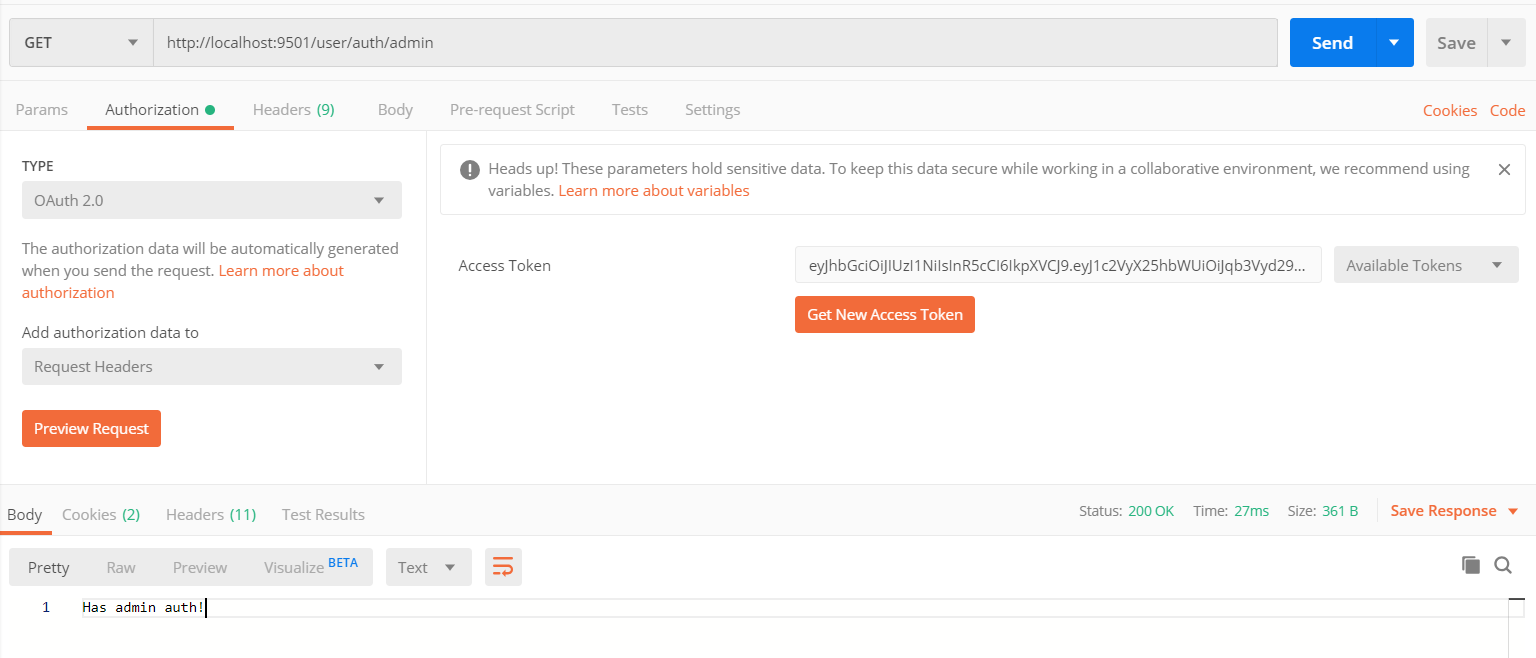 GET
http://localhost:9501/user/auth/admin
Send
Save
Params
Authorization
Headers (9)
Body
Pre-request Script
Tests
Settings
Cookies
Code
TYPE
OAuth 2.0
The authorization data will be automatically generated
when you send the request. Learn more about
authorization
Add authorization data to
Request Headers
Preview Request
Heads up! These parameters hold sensitive data. To keep this data secure while working in a collaborative environment, we recommend using
variables. Learn more about variables
Access Token
eyJhbGciOiJIUzI1NiIsInR5cCI6IkpXVCJ9.eyJ1c2VyX25hbWUiOiJqb3Vyd29...
Available Tokens
Get New Access Token
Body
Cookies (2)
Headers (11)
Test Results
Status: 200 OK
Time: 27ms
Size: 361 B
Save Response
Pretty
Raw
Preview
Visualize BETA
Text
1
Has admin auth!